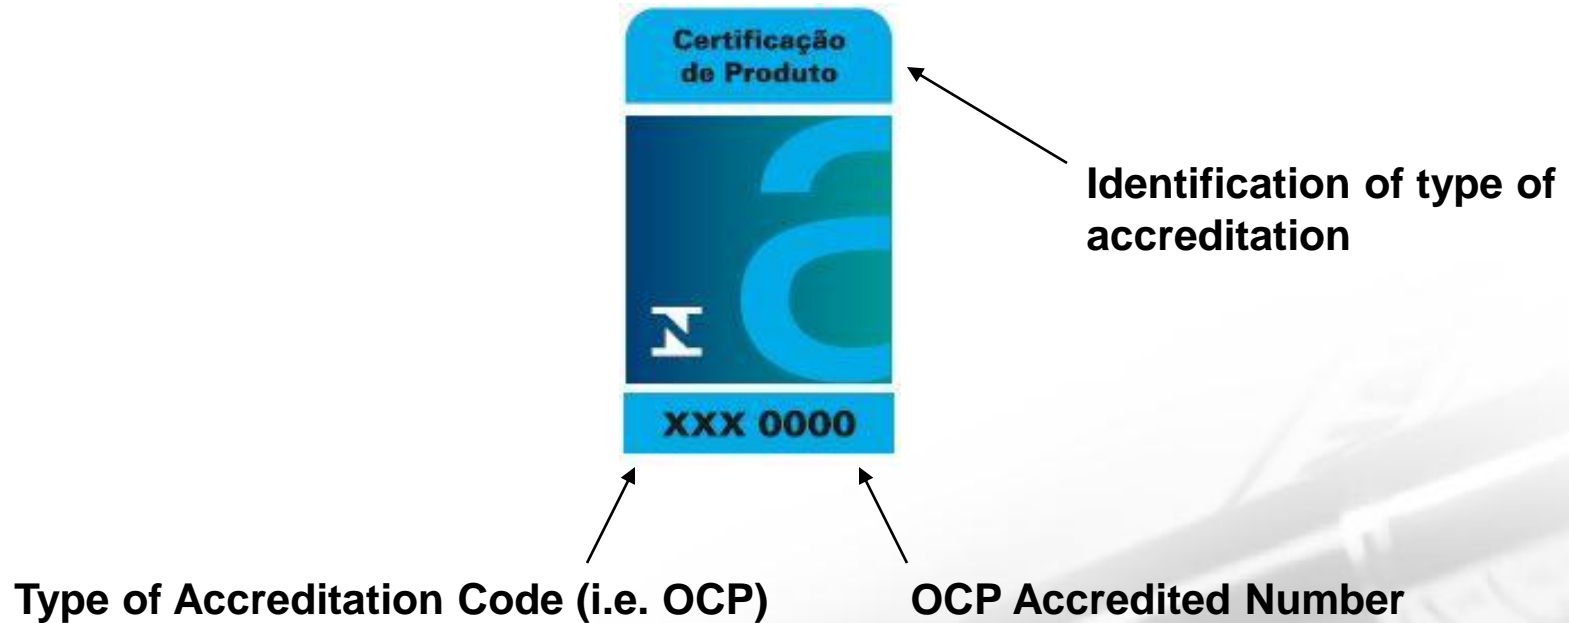 Certificação
de Produto
Identification of type of
accreditation
XXX 0000
Type of Accreditation Code (i.e. OCP)
OCP Accredited Number